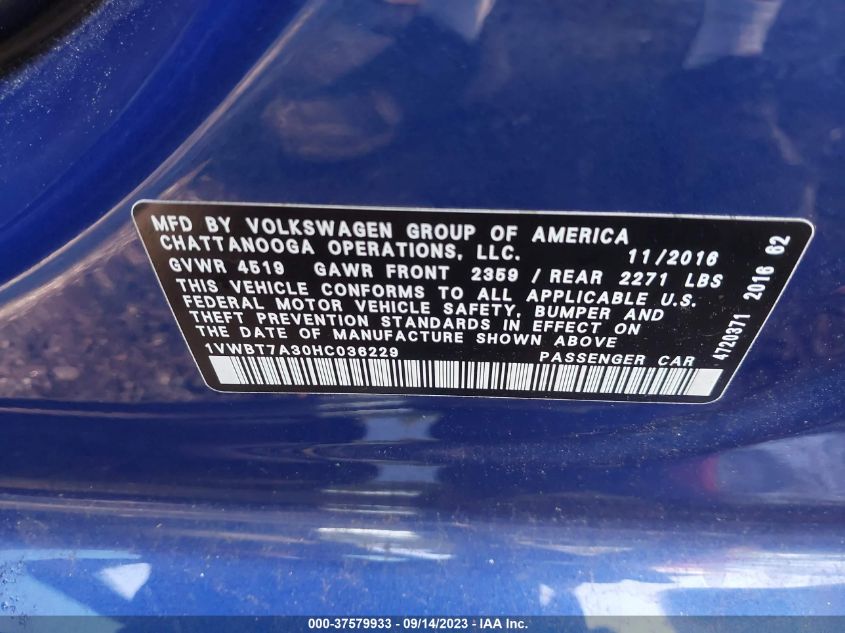 MFD BY VOLKSWAGEN GROUP OF AMERICA
CHATTANOOGA OPERATIONS, LLC. 11/2016
GVWR 4519 GAWR FRONT 2359 / REAR 2271 LBS
THIS VEHICLE CONFORMS TO ALL APPLICABLE U.S.
FEDERAL MOTOR VEHICLE SAFETY, BUMPER AND
THEFT PREVENTION STANDARDS IN EFFECT ON
THE DATE OF MANUFACTURE SHOWN ABOVE
1VWBT7A30HC036229 PASSENGER CAR
4720371 2016 62
000-37579933 - 09/14/2023 - IAA Inc.